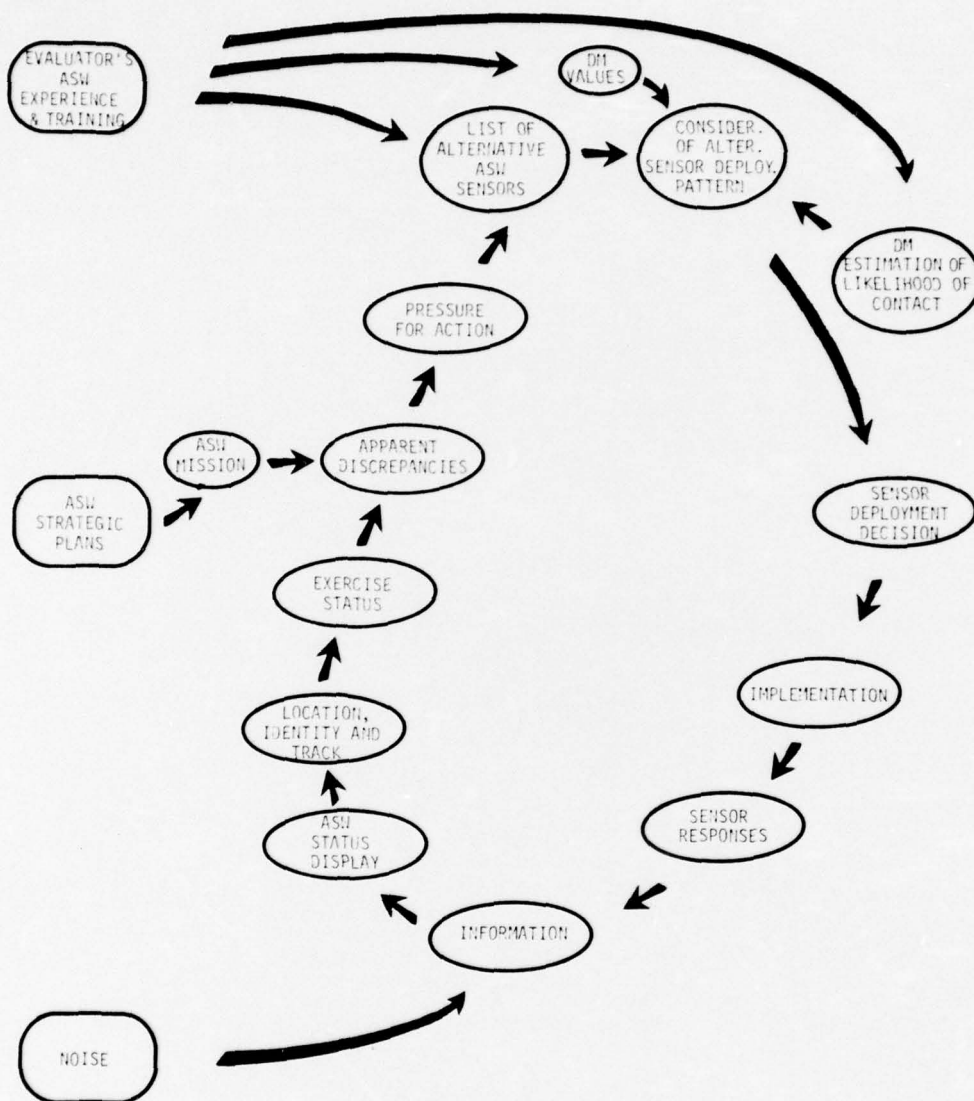 EVALUATOR'S
ASW
EXPERIENCE
& TRAINING
DM
VALUES
LIST OF
ALTERNATIVE
ASW
SENSORS
CONSIDER.
OF ALTER.
SENSOR DEPLOY.
PATTERN
DM
ESTIMATION OF
LIKELIHOOD OF
CONTACT
PRESSURE
FOR ACTION
ASW
MISSION
APPARENT
DISCREPANCIES
ASW
STRATEGIC
PLANS
SENSOR
DEPLOYMENT
DECISION
EXERCISE
STATUS
IMPLEMENTATION
LOCATION,
IDENTITY AND
TRACK
SENSOR
RESPONSES
ASW
STATUS
DISPLAY
INFORMATION
NOISE